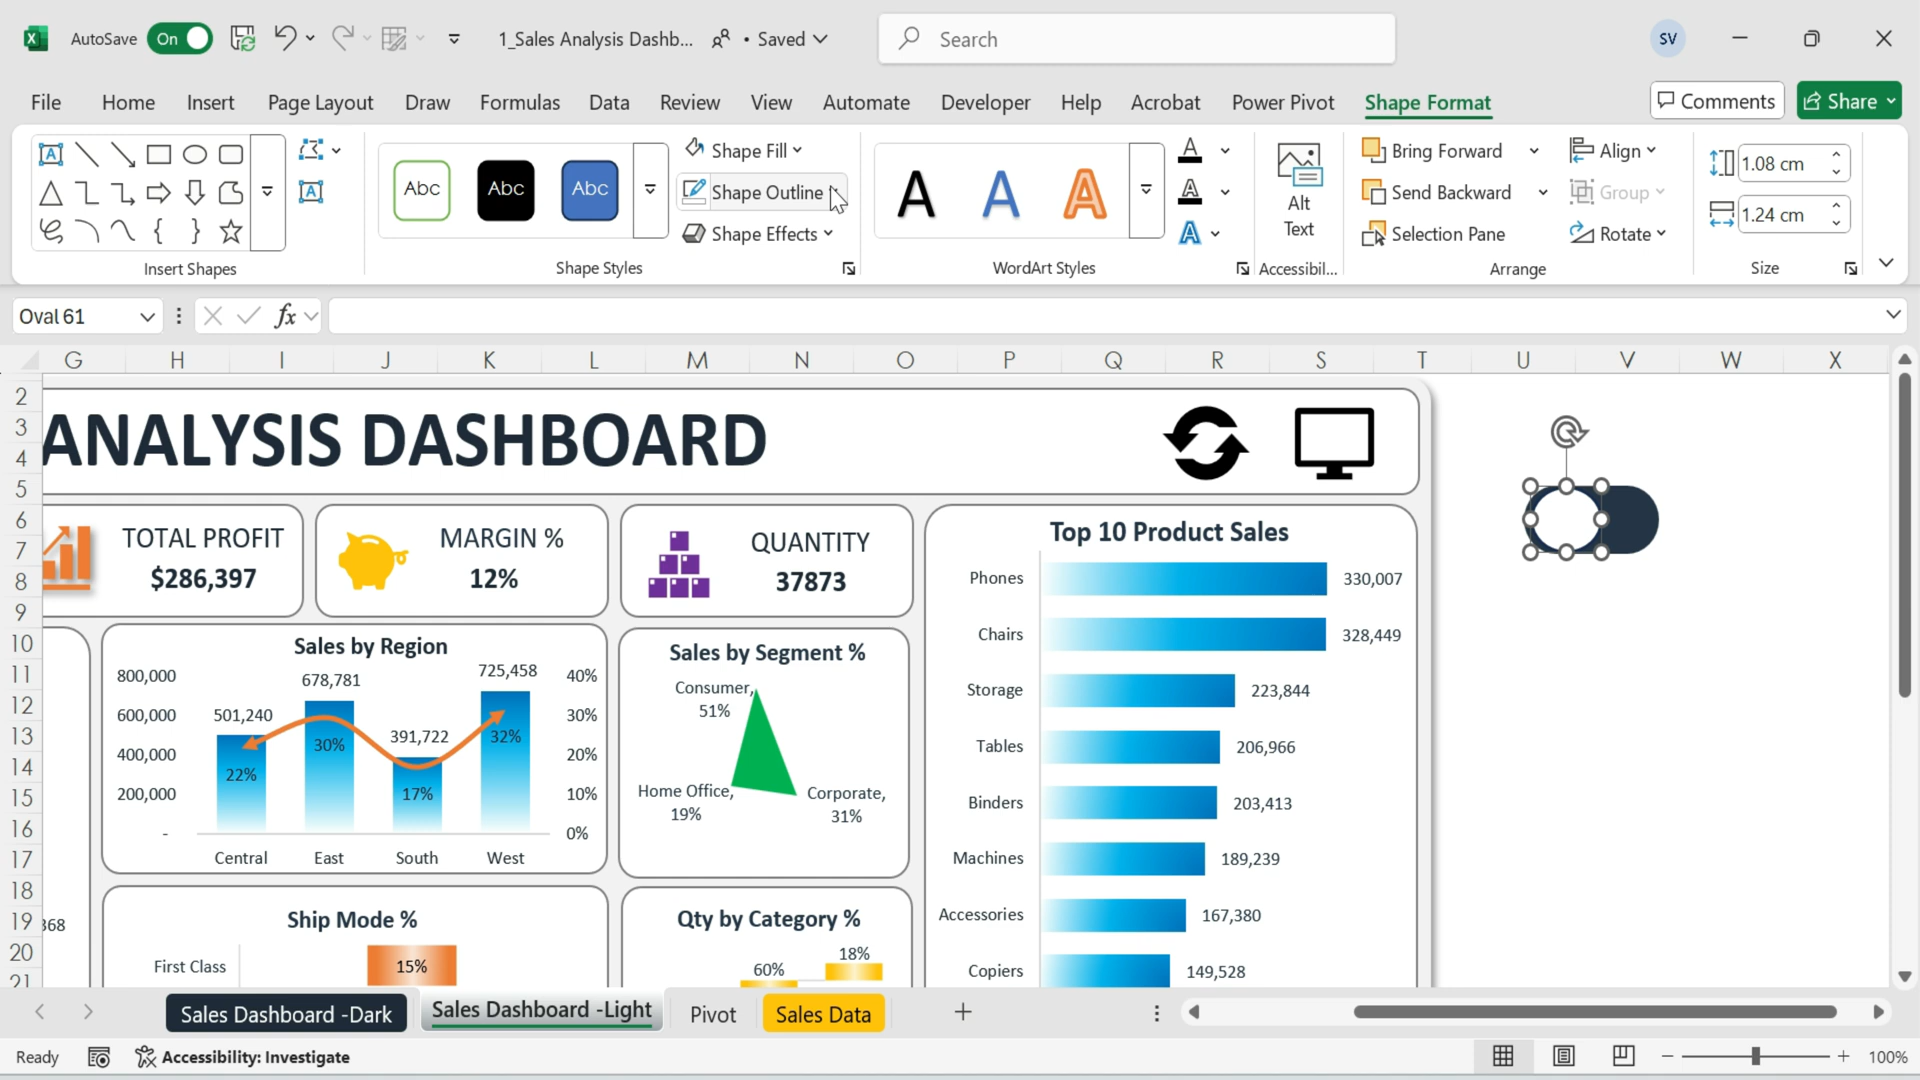 AutoSave On 1_Sales Analysis Dashb... • Saved Search SV
File Home Insert Page Layout Draw Formulas Data Review View Automate Developer Help Acrobat Power Pivot Shape Format Comments Share
Abc Abc Abc
Shape Fill
Shape Outline
Shape Effects
A A A
Alt
Text
Bring Forward
Send Backward
Selection Pane
Align
Group
Rotate
1.08 cm
1.24 cm
Insert Shapes Shape Styles WordArt Styles Accessibil... Arrange Size
Oval 61 fx
G H I J K L M N O P Q R S T U V W X
2
3
4
5
6
7
8
9
10
11
12
13
14
15
16
17
18
19
20
21
ANALYSIS DASHBOARD
TOTAL PROFIT
$286,397
MARGIN %
12%
QUANTITY
37873
Sales by Region
800,000
600,000
400,000
200,000
-
501,240
678,781
391,722
725,458
22%
30%
17%
32%
40%
30%
20%
10%
0%
Central East South West
Sales by Segment %
Consumer,
51%
Home Office,
19%
Corporate,
31%
Top 10 Product Sales
Phones 330,007
Chairs 328,449
Storage 223,844
Tables 206,966
Binders 203,413
Machines 189,239
Accessories 167,380
Copiers 149,528
368
Ship Mode %
First Class 15%
Qty by Category %
60%
18%
Sales Dashboard -Dark Sales Dashboard -Light Pivot Sales Data
Ready Accessibility: Investigate 100%